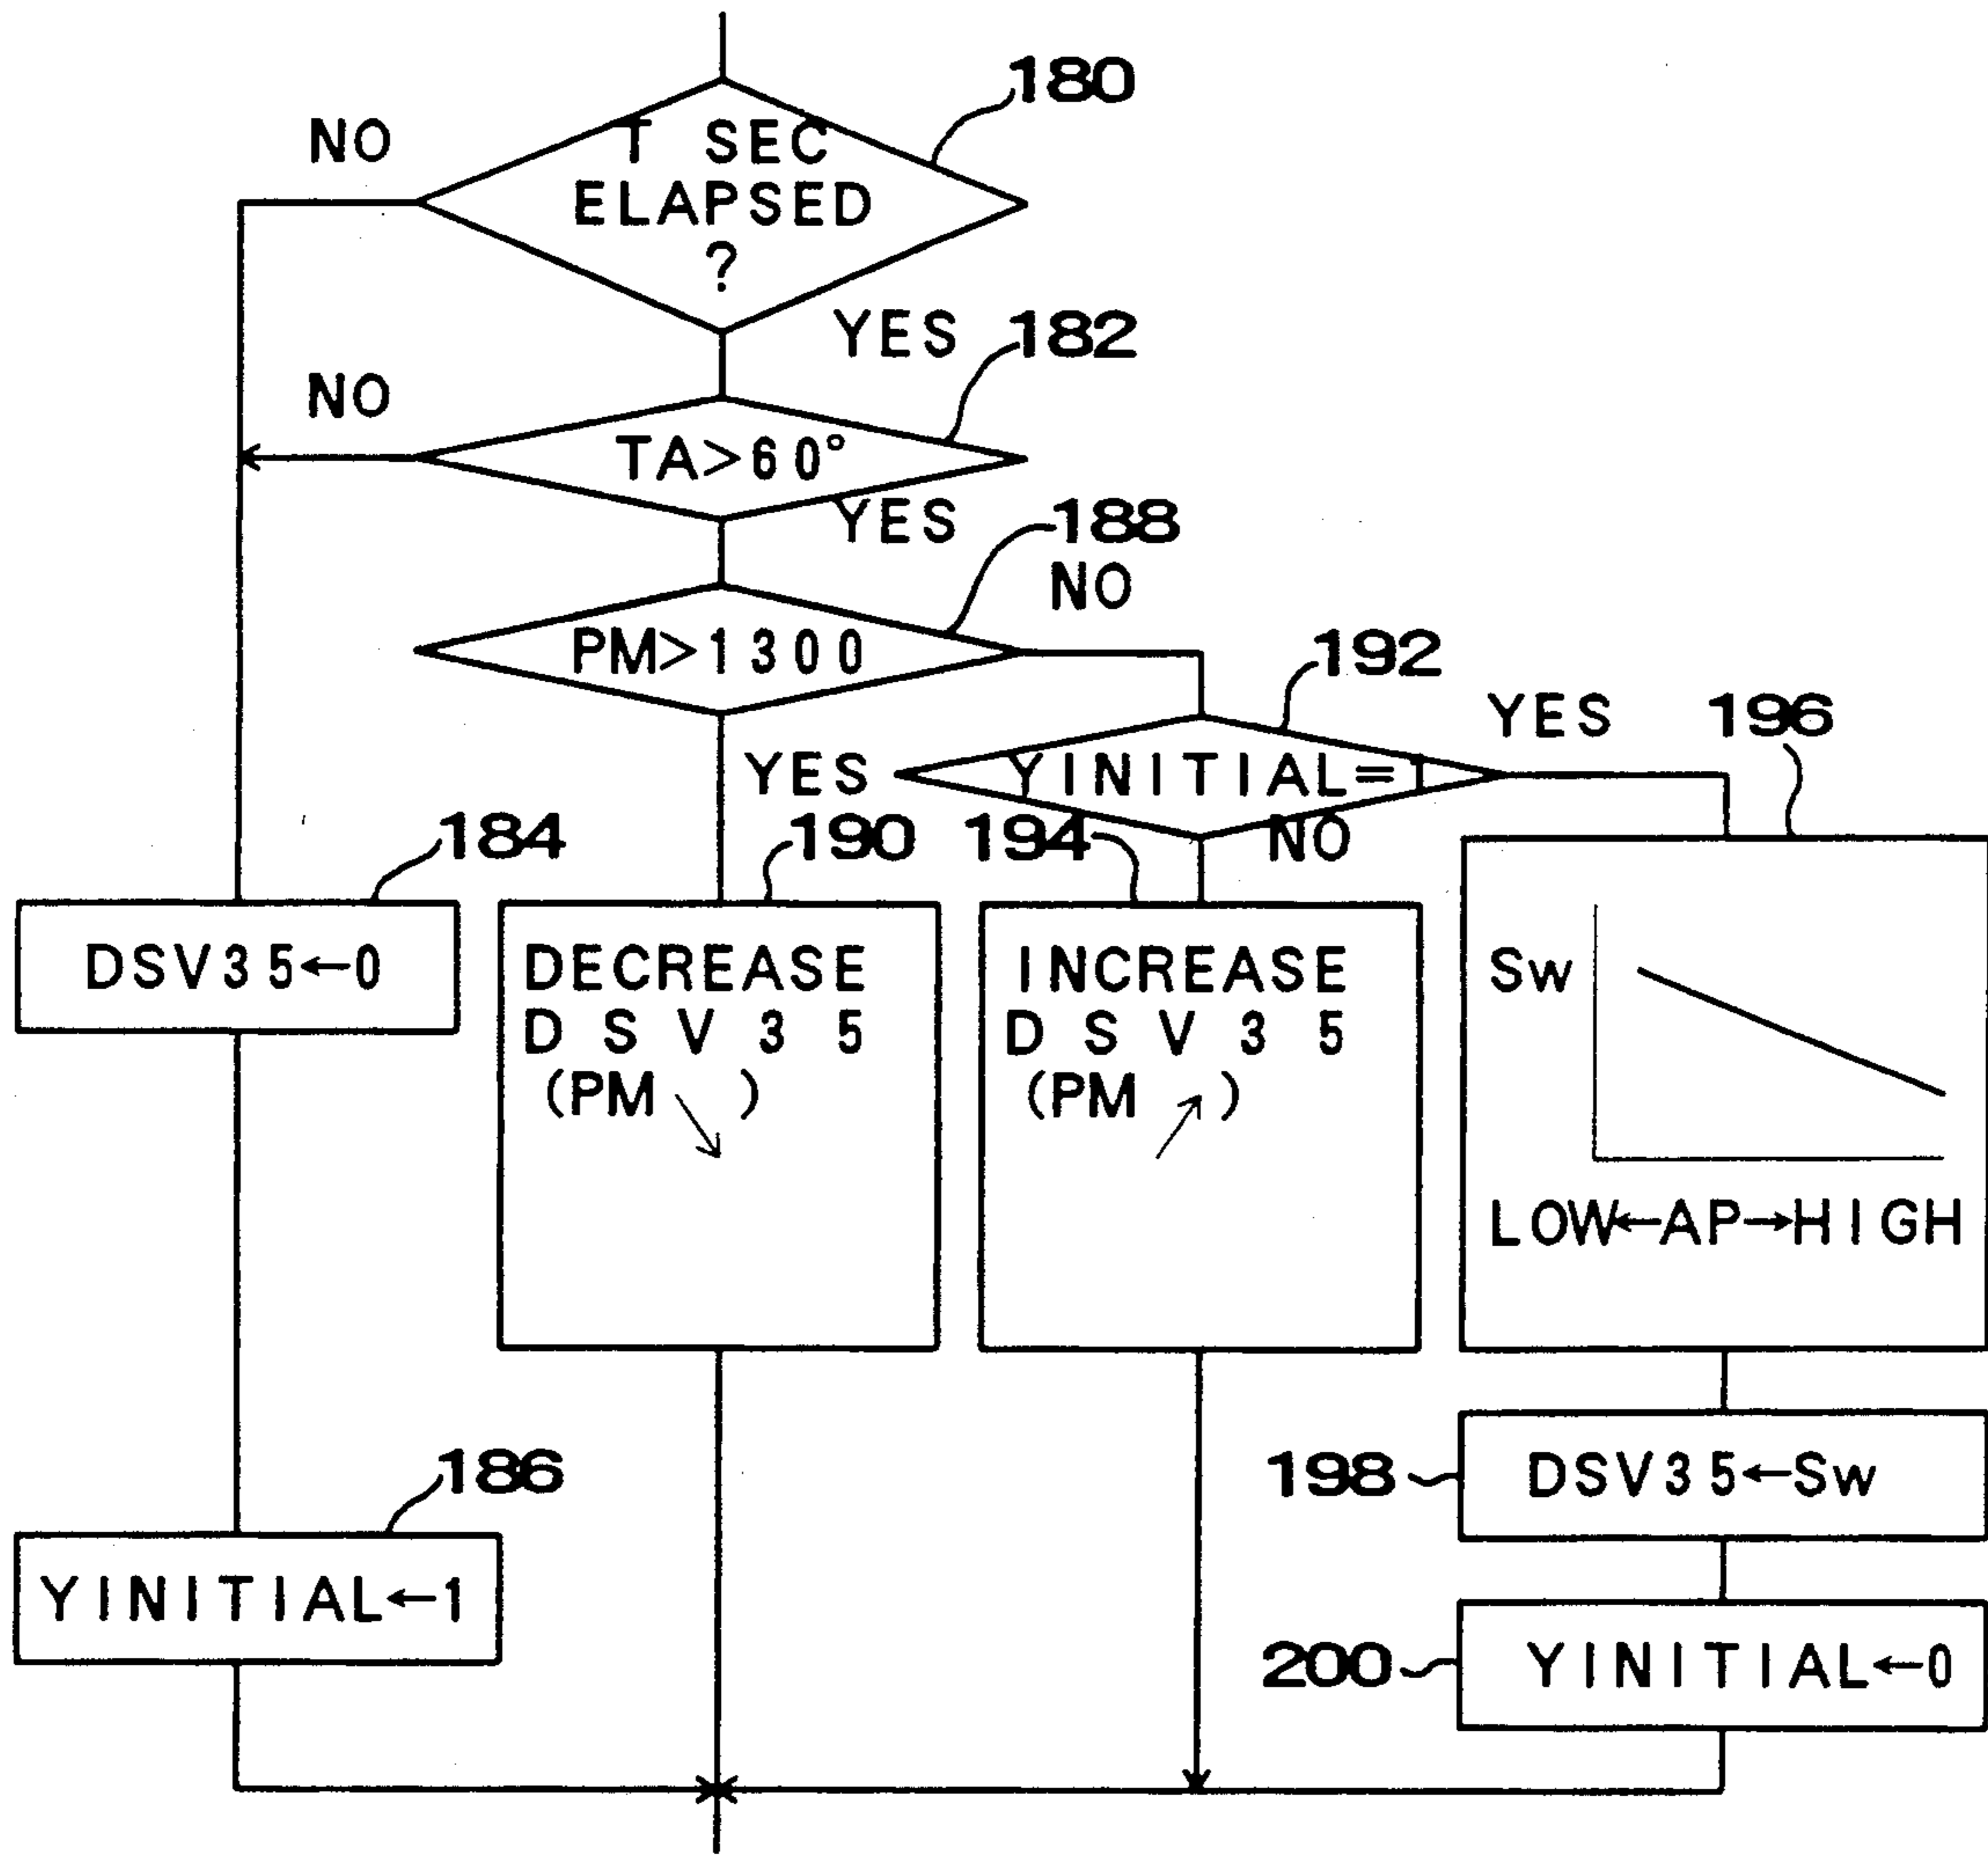 180
NO
T SEC
ELAPSED
?
YES
182
NO
TA>60°
YES
188
NO
PM>1300
192
YES
196
YES
YINITIAL=1
184
190
194
NO
DSV35←0
DECREASE
DSV35
(PM ↘)
INCREASE
DSV35
(PM ↗)
Sw
LOW←AP→HIGH
186
198
DSV35←Sw
YINITIAL←1
200
YINITIAL←0